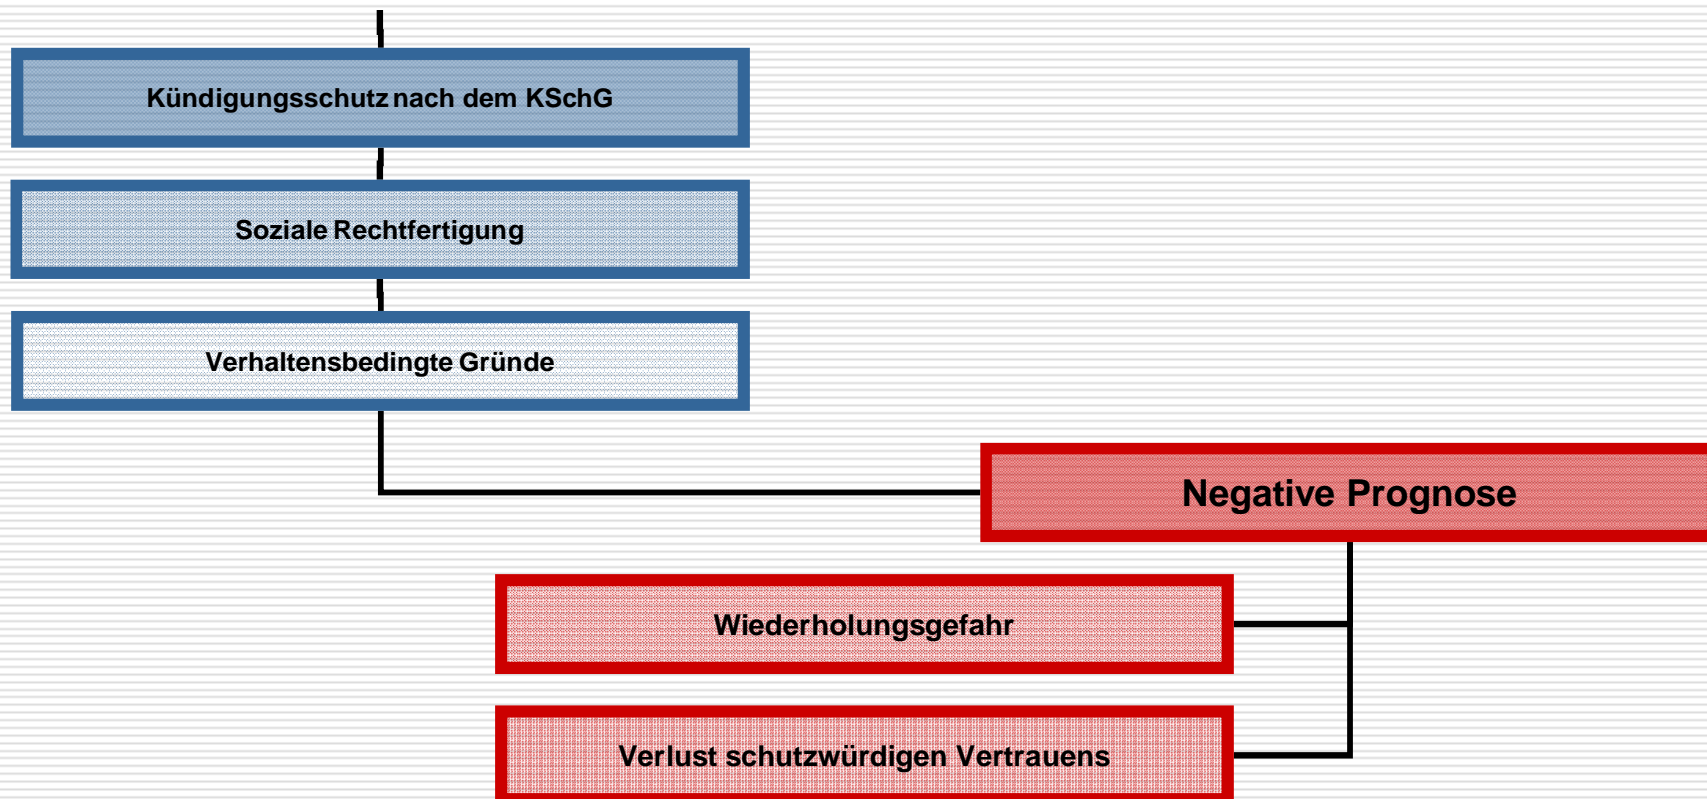 Kündigungsschutz nach dem KSchG
Soziale Rechtfertigung
Verhaltensbedingte Gründe
Negative Prognose
Wiederholungsgefahr
Verlust schutzwürdigen Vertrauens